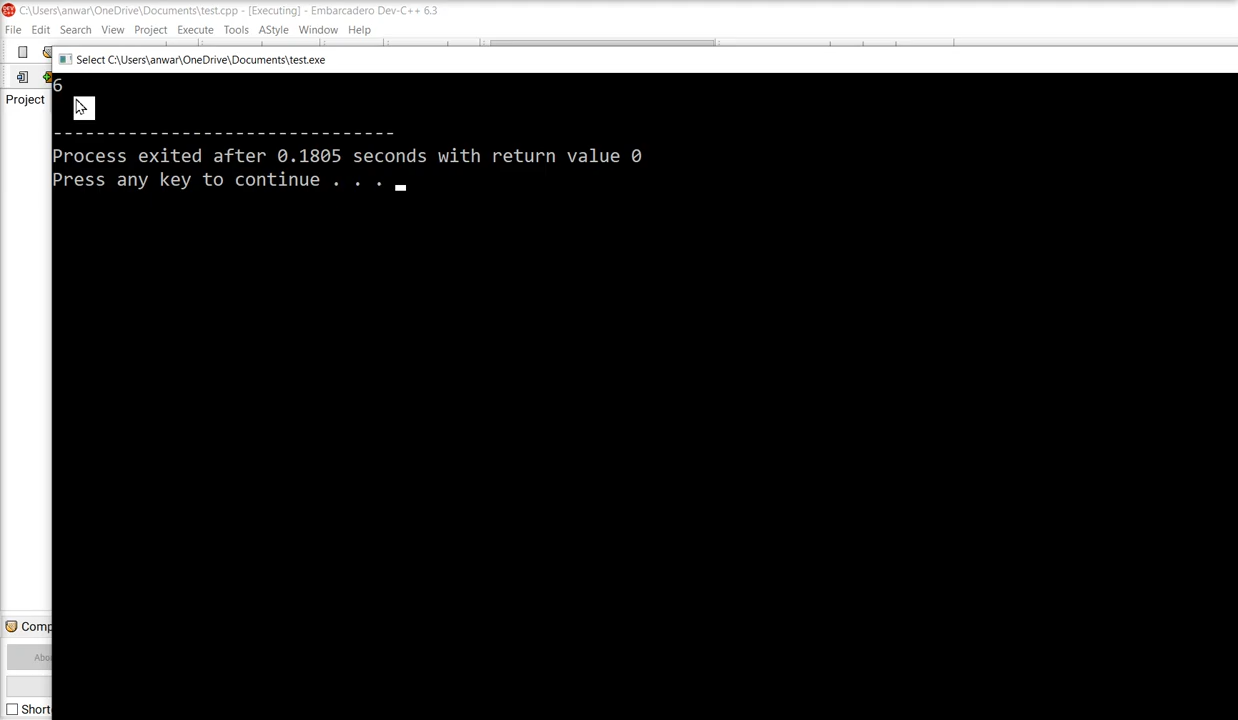 C:\Users\anwar\OneDrive\Documents\test.cpp - [Executing] - Embarcadero Dev-C++ 6.3
File Edit Search View Project Execute Tools AStyle Window Help
Select C:\Users\anwar\OneDrive\Documents\test.exe
6
Project
--------------------------------
Process exited after 0.1805 seconds with return value 0
Press any key to continue . . .
Comp
Abo
Short